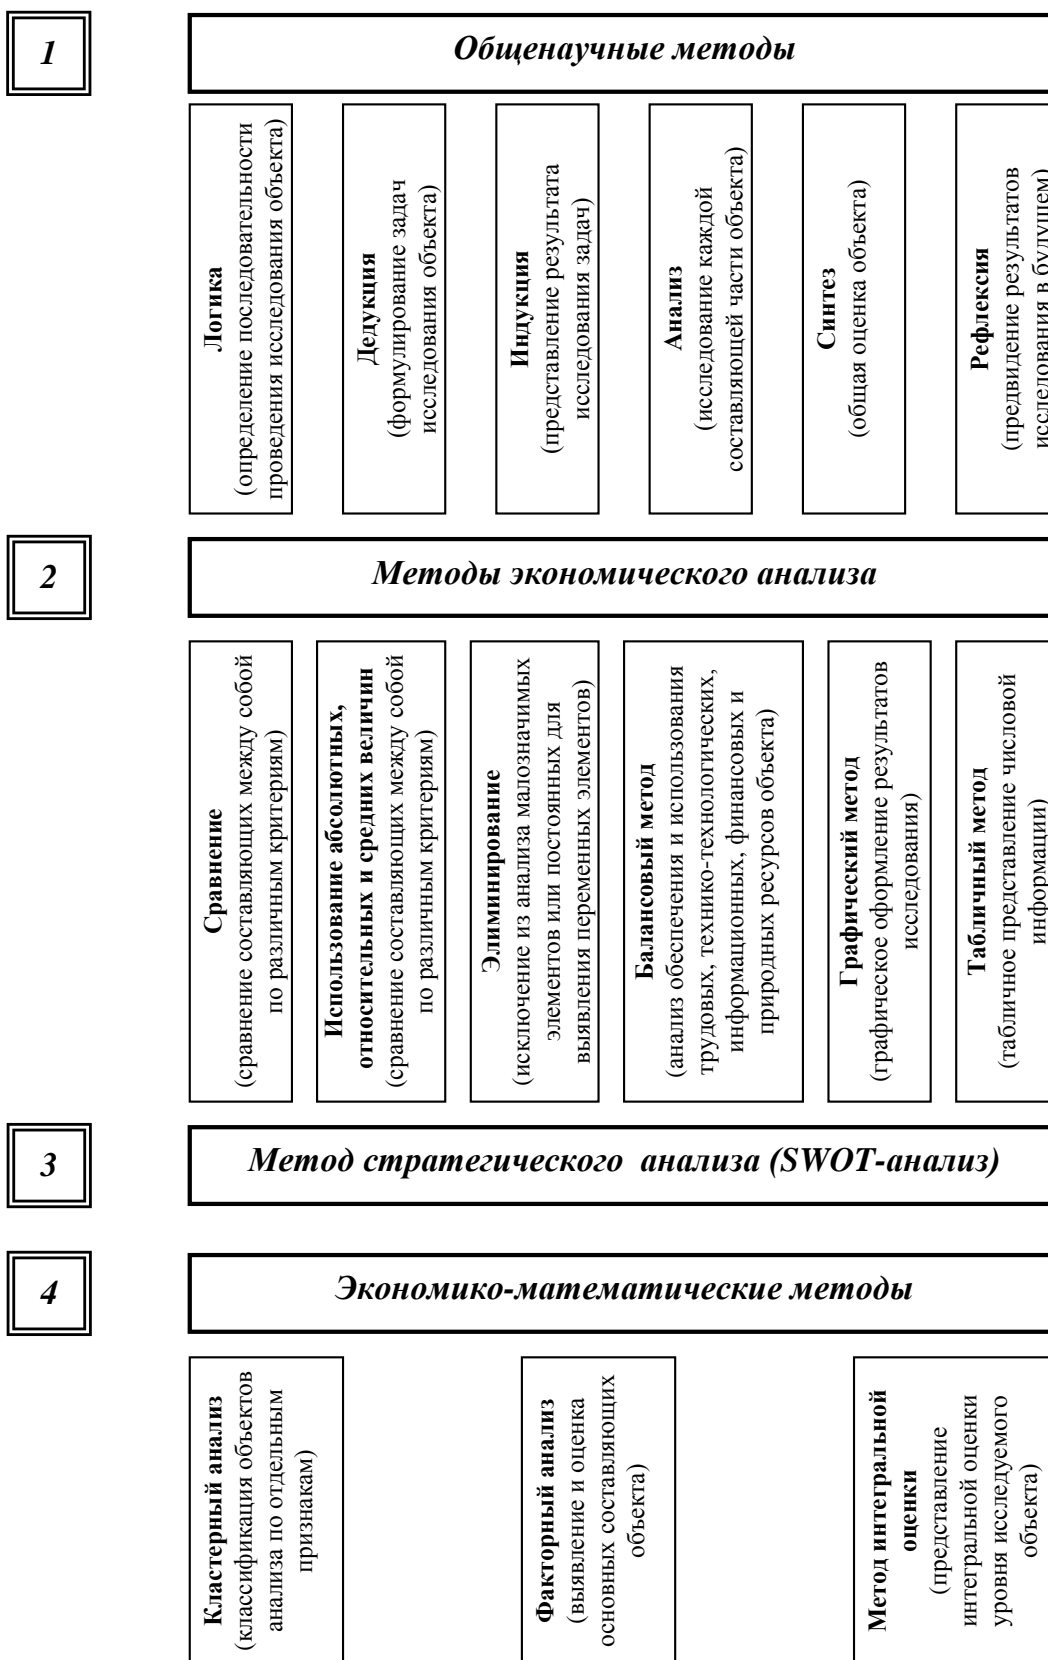 1
Общенаучные методы
Логика
(определение последовательности
проведения исследования объекта)
Дедукция
(формулирование задач
исследования объекта)
Индукция
(представление результата
исследования задач)
Анализ
(исследование каждой
составляющей части объекта)
Синтез
(общая оценка объекта)
Рефлексия
(предвидение результатов
исследования в будущем)
2
Методы экономического анализа
Сравнение
(сравнение составляющих между собой
по различным критериям)
Использование абсолютных,
относительных и средних величин
(сравнение составляющих между собой
по различным критериям)
Элиминирование
(исключение из анализа малозначимых
элементов или постоянных для
выявления переменных элементов)
Балансовый метод
(анализ обеспечения и использования
трудовых, технико-технологических,
информационных, финансовых и
природных ресурсов объекта)
Графический метод
(графическое оформление результатов
исследования)
Табличный метод
(табличное представление числовой
информации)
3
Метод стратегического анализа (SWOT-анализ)
4
Экономико-математические методы
Кластерный анализ
(классификация объектов
анализа по отдельным
признакам)
Факторный анализ
(выявление и оценка
основных составляющих
объекта)
Метод интегральной
оценки
(представление
интегральной оценки
уровня исследуемого
объекта)